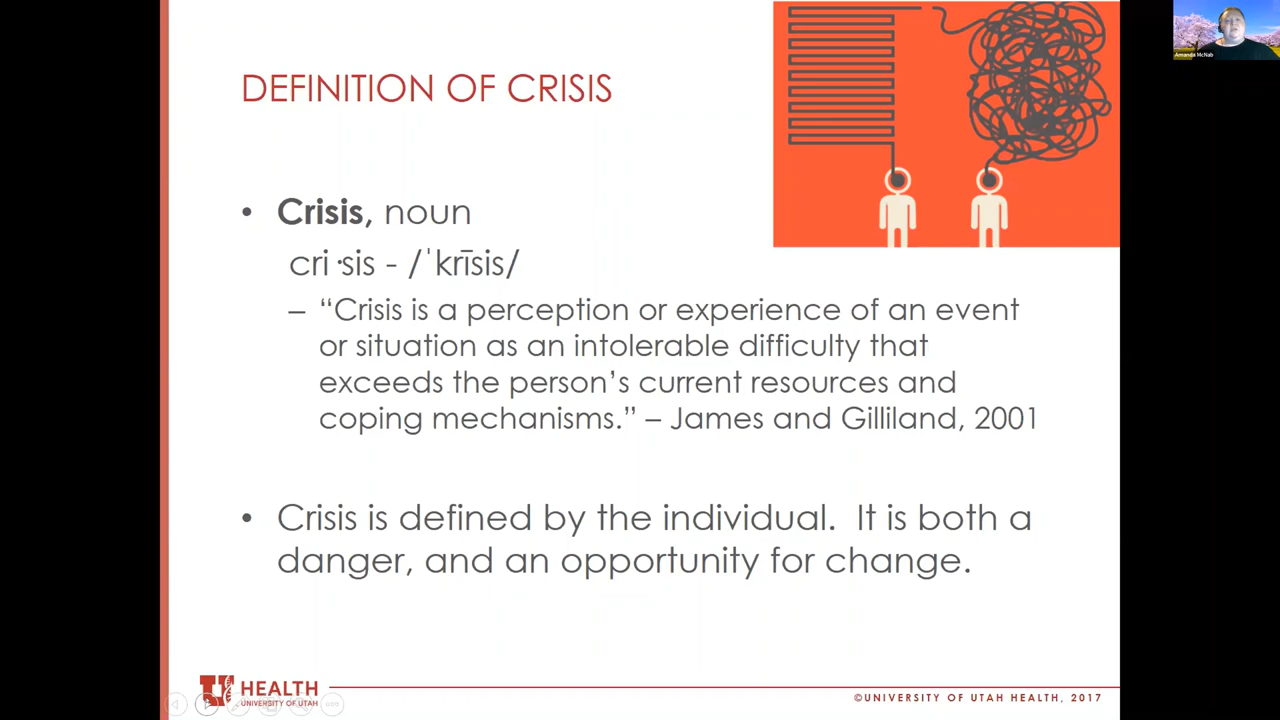 DEFINITION OF CRISIS
• Crisis, noun
cri·sis - /ˈkrīsis/
– “Crisis is a perception or experience of an event
or situation as an intolerable difficulty that
exceeds the person’s current resources and
coping mechanisms.” – James and Gilliland, 2001
• Crisis is defined by the individual.  It is both a
danger, and an opportunity for change.
U HEALTH
UNIVERSITY OF UTAH
©UNIVERSITY OF UTAH HEALTH, 2017
Amanda McNab